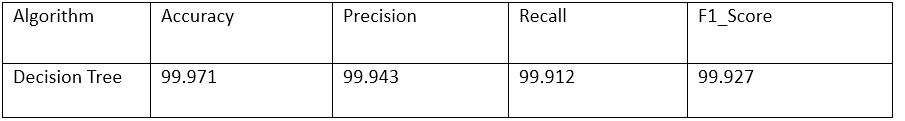 Algorithm Accuracy Precision Recall F1_Score
Decision Tree 99.971 99.943 99.912 99.927